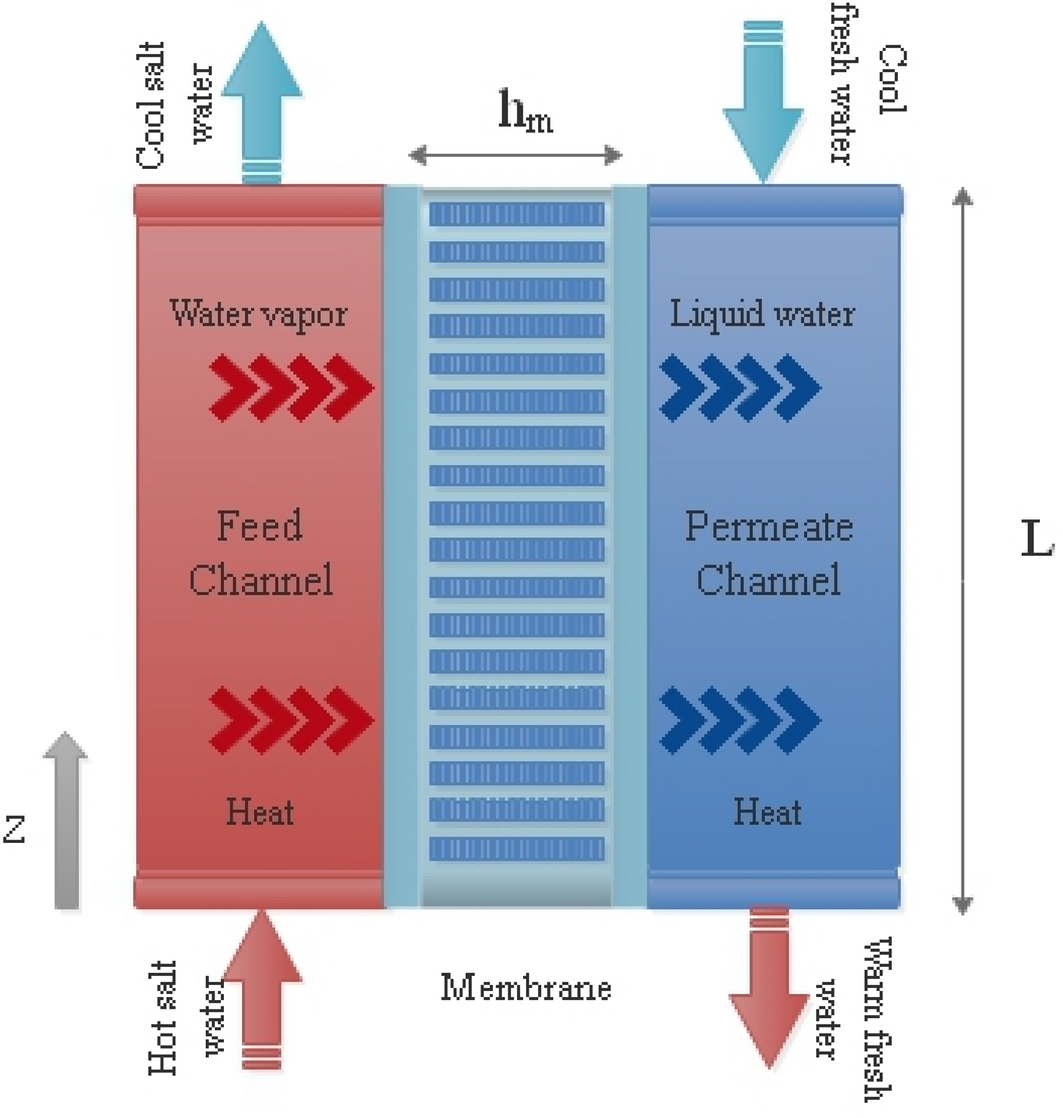 Cool salt
water
h_m
Cool
fresh water
Water vapor
Liquid water
Feed
Channel
Permeate
Channel
L
Heat
Heat
z
Hot salt
water
Membrane
Warm fresh
water